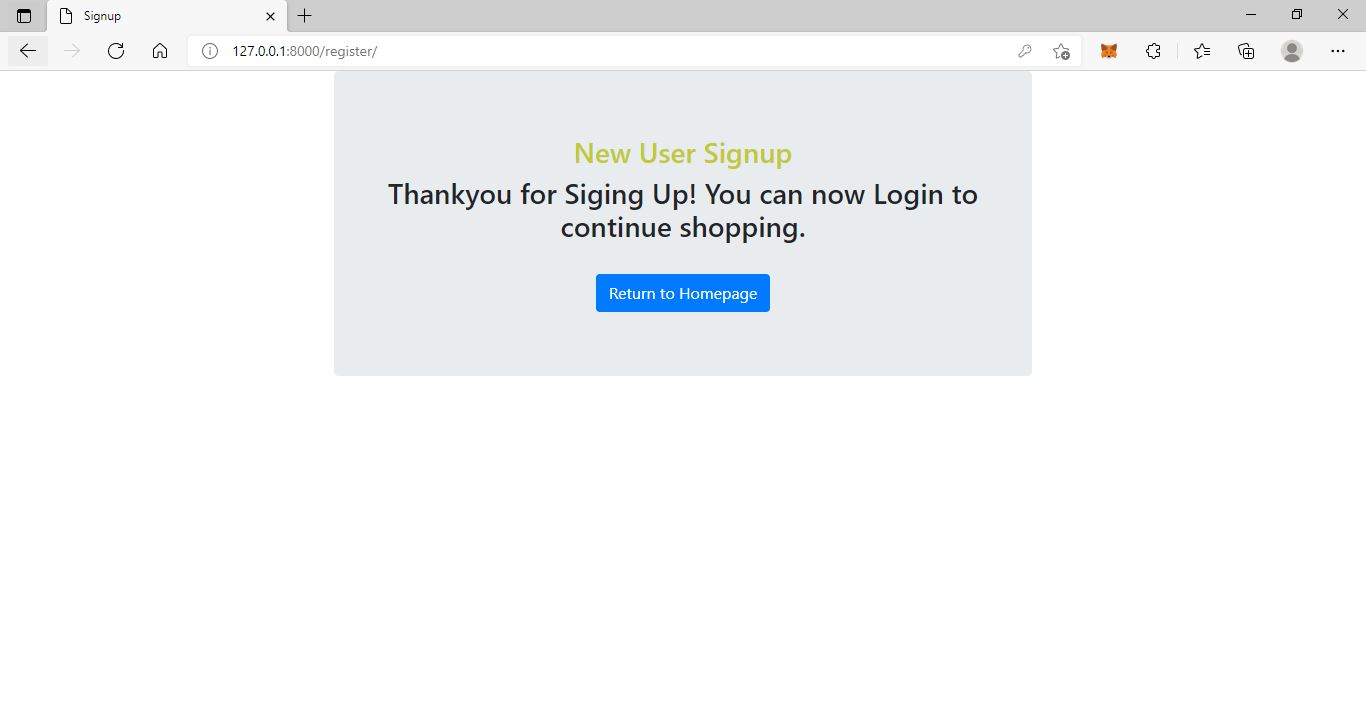 Signup
127.0.0.1:8000/register/
New User Signup
Thankyou for Siging Up! You can now Login to
continue shopping.
Return to Homepage